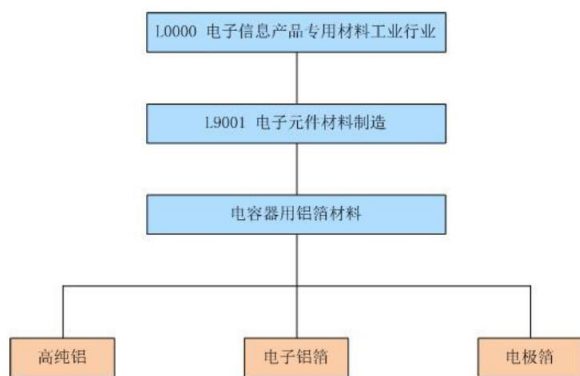 L0000 电子信息产品专用材料工业行业
L9001 电子元件材料制造
电容器用铝箔材料
高纯铝
电子铝箔
电极箔